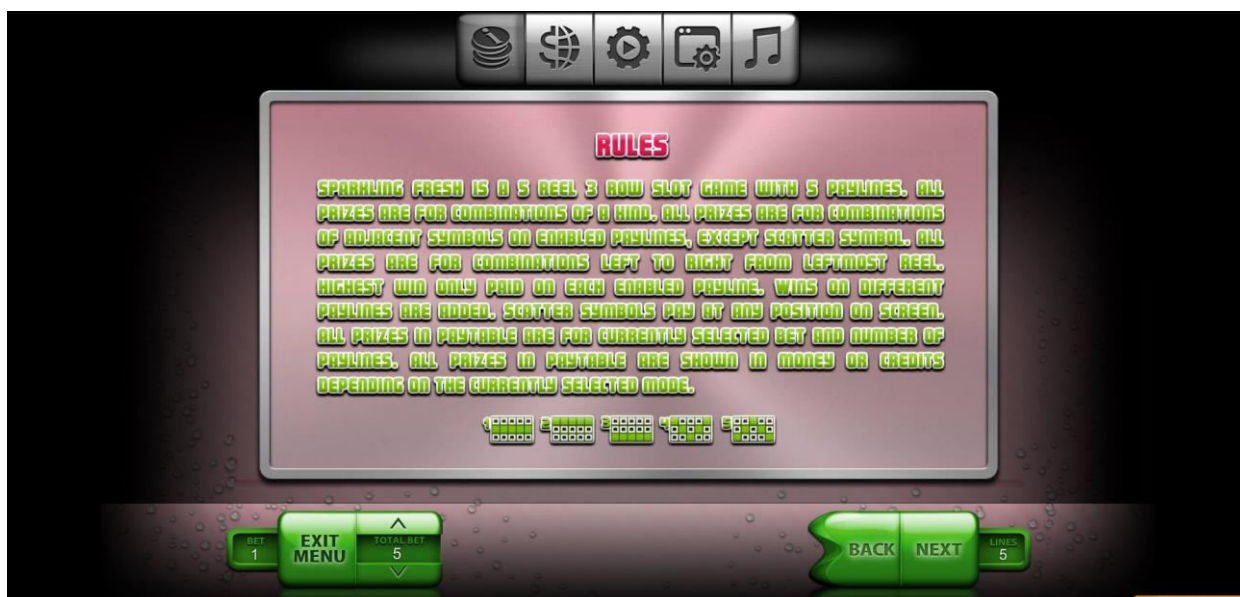 RULES
SPARKLING FRESH IS A 5 REEL 3 ROW SLOT GAME WITH 5 PAYLINES. ALL
PRIZES ARE FOR COMBINATIONS OF A KIND. ALL PRIZES ARE FOR COMBINATIONS
OF ADJACENT SYMBOLS ON ENABLED PAYLINES, EXCEPT SCATTER SYMBOL. ALL
PRIZES ARE FOR COMBINATIONS LEFT TO RIGHT FROM LEFTMOST REEL.
HIGHEST WIN ONLY PAID ON EACH ENABLED PAYLINE. WINS ON DIFFERENT
PAYLINES ARE ADDED. SCATTER SYMBOLS PAY AT ANY POSITION ON SCREEN.
ALL PRIZES IN PAYTABLE ARE FOR CURRENTLY SELECTED BET AND NUMBER OF
PAYLINES. ALL PRIZES IN PAYTABLE ARE SHOWN IN MONEY OR CREDITS
DEPENDING ON THE CURRENTLY SELECTED MODE.
1 2 3 4 5
BET
1
EXIT
MENU
TOTAL BET
5
BACK NEXT
LINES
5